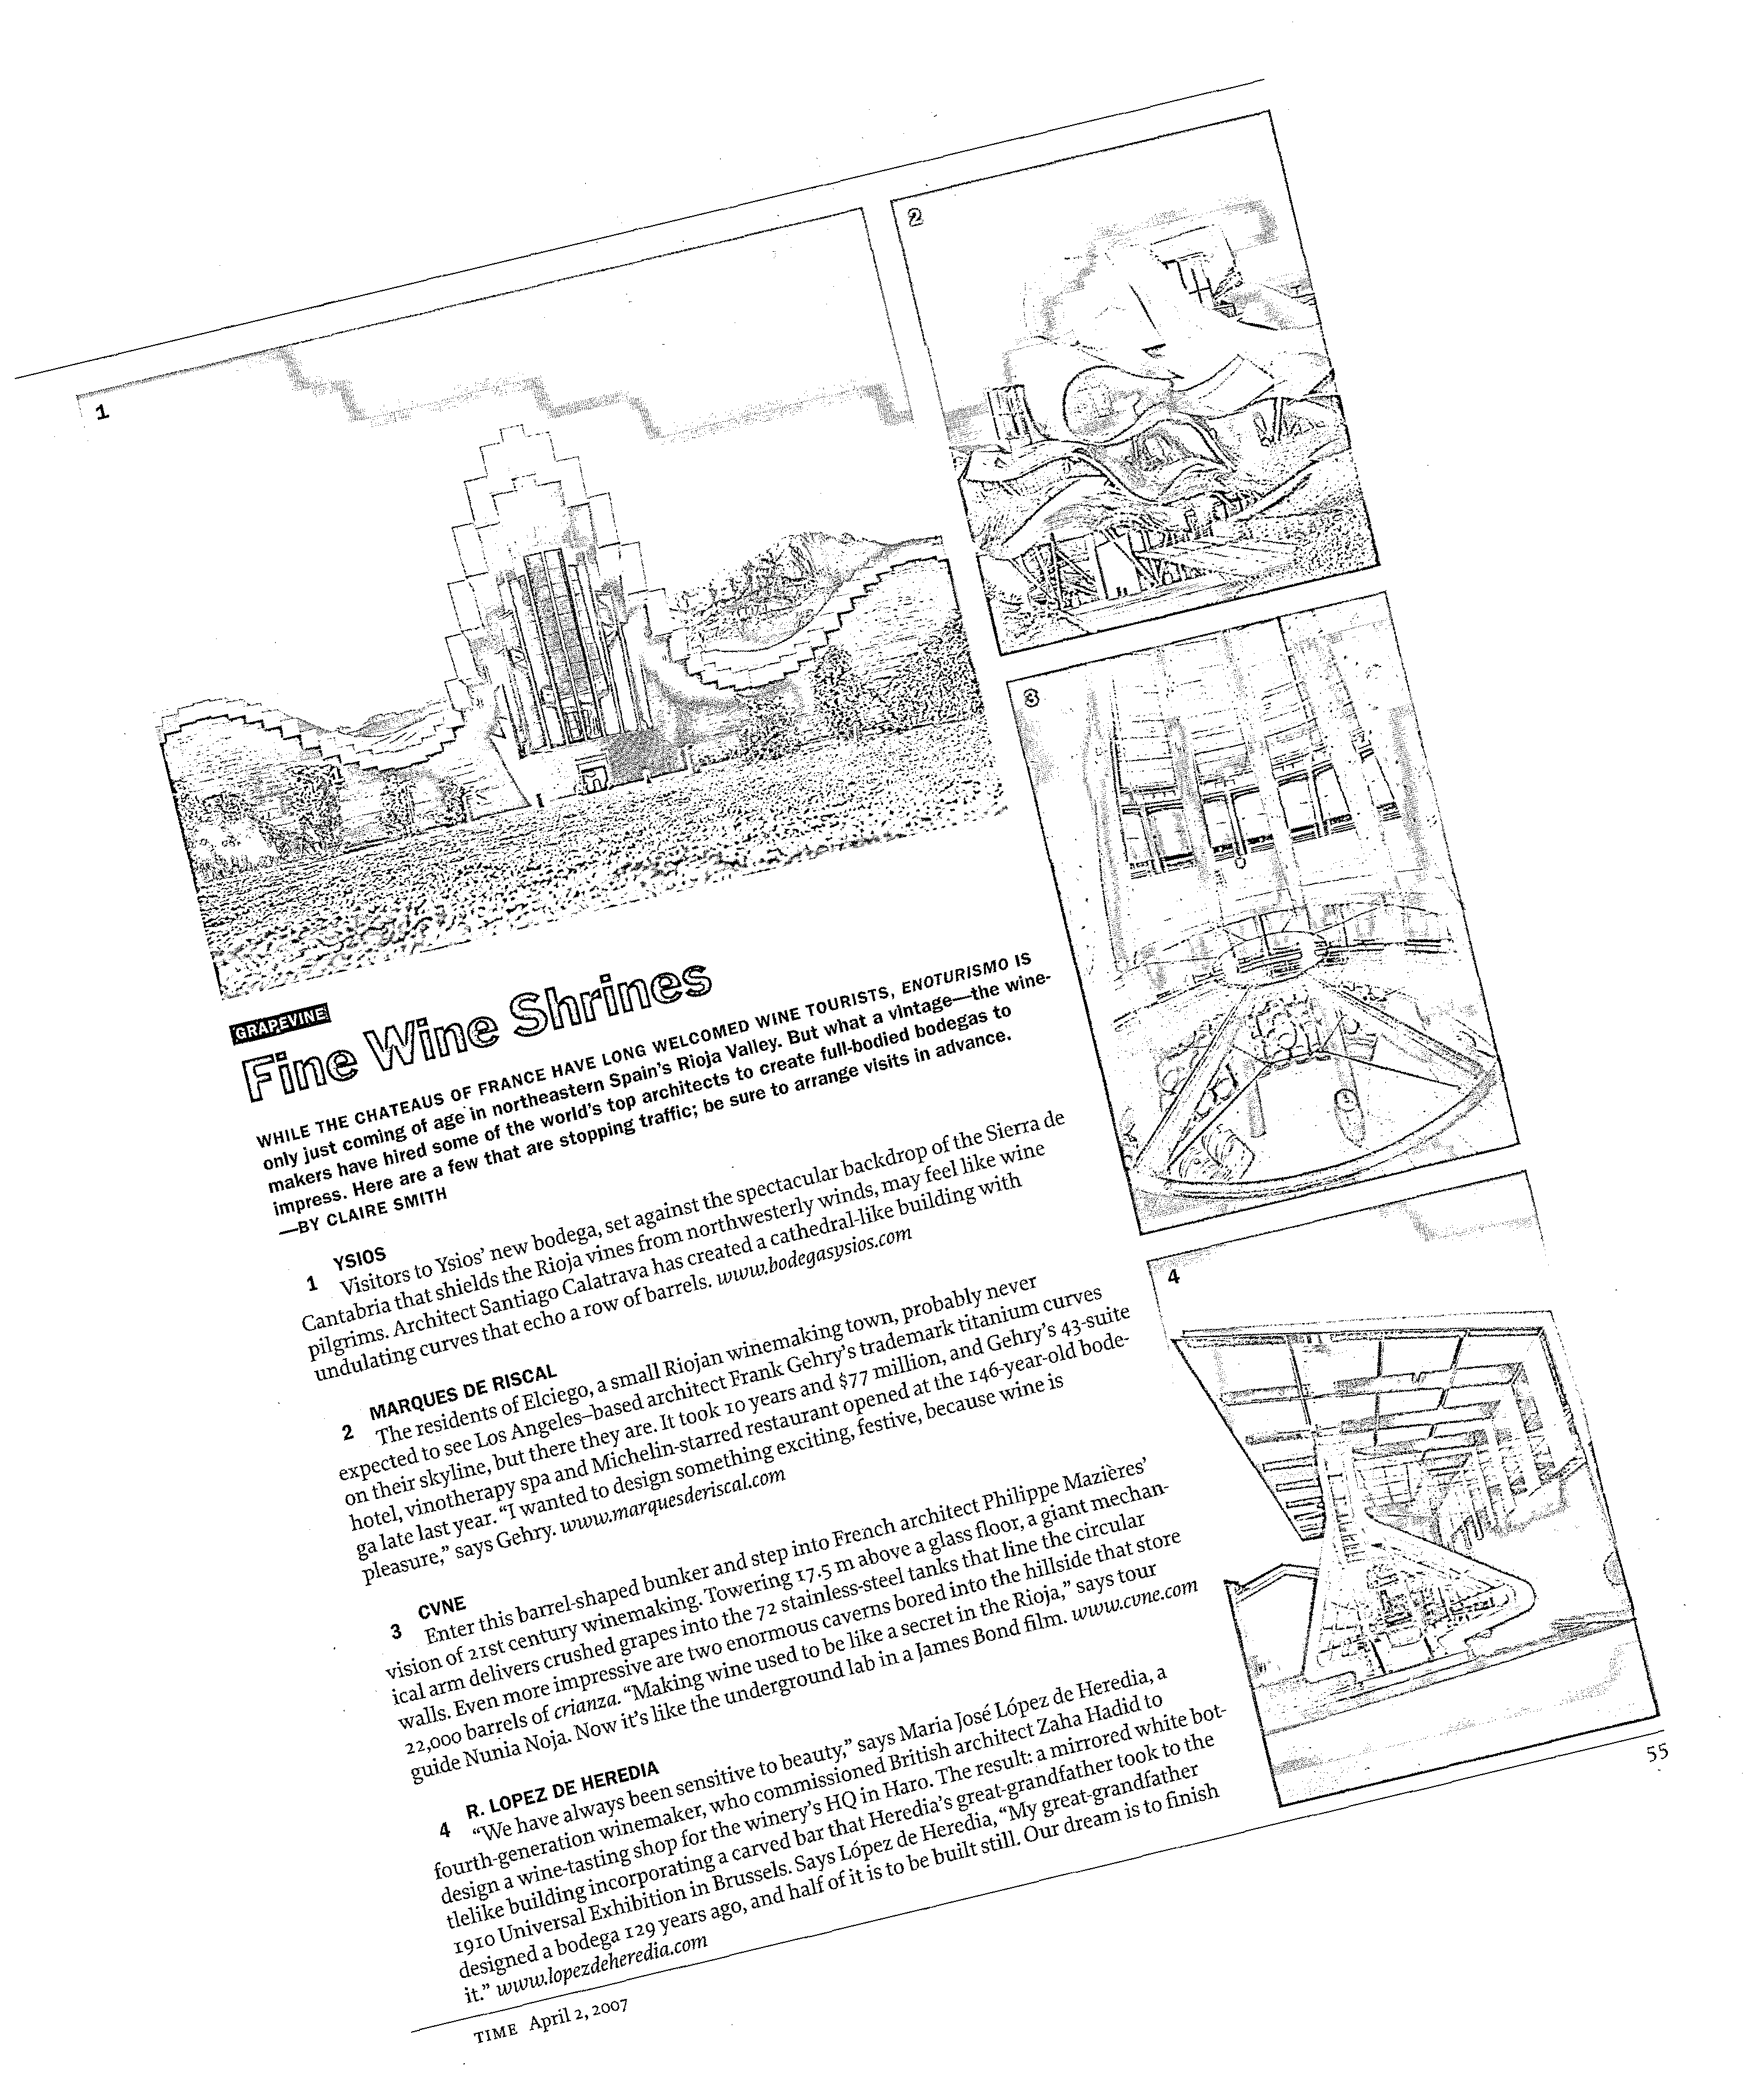 1
2
3
4
GRAPEVINE
Fine Wine Shrines
WHILE THE CHATEAUS OF FRANCE HAVE LONG WELCOMED WINE TOURISTS, ENOTURISMO IS
only just coming of age in northeastern Spain's Rioja Valley. But what a vintage—the wine-
makers have hired some of the world's top architects to create full-bodied bodegas to
impress. Here are a few that are stopping traffic; be sure to arrange visits in advance.
—BY CLAIRE SMITH
1 YSIOS
Visitors to Ysios' new bodega, set against the spectacular backdrop of the Sierra de
Cantabria that shields the Rioja vines from northwesterly winds, may feel like wine
pilgrims. Architect Santiago Calatrava has created a cathedral-like building with
undulating curves that echo a row of barrels. www.bodegasysios.com
2 MARQUES DE RISCAL
The residents of Elciego, a small Riojan winemaking town, probably never
expected to see Los Angeles–based architect Frank Gehry's trademark titanium curves
on their skyline, but there they are. It took 10 years and $77 million, and Gehry's 43-suite
hotel, vinotherapy spa and Michelin-starred restaurant opened at the 146-year-old bode-
ga late last year. “I wanted to design something exciting, festive, because wine is
pleasure,” says Gehry. www.marquesderiscal.com
3 CVNE
Enter this barrel-shaped bunker and step into French architect Philippe Mazières'
vision of 21st century winemaking. Towering 17.5 m above a glass floor, a giant mechan-
ical arm delivers crushed grapes into the 72 stainless-steel tanks that line the circular
walls. Even more impressive are two enormous caverns bored into the hillside that store
22,000 barrels of crianza. “Making wine used to be like a secret in the Rioja,” says tour
guide Nunia Noja. Now it's like the underground lab in a James Bond film. www.cvne.com
4 R. LOPEZ DE HEREDIA
“We have always been sensitive to beauty,” says Maria José López de Heredia, a
fourth-generation winemaker, who commissioned British architect Zaha Hadid to
design a wine-tasting shop for the winery's HQ in Haro. The result: a mirrored white bot-
tlelike building incorporating a carved bar that Heredia's great-grandfather took to the
1910 Universal Exhibition in Brussels. Says López de Heredia, “My great-grandfather
designed a bodega 129 years ago, and half of it is to be built still. Our dream is to finish
it.” www.lopezdeheredia.com
TIME April 2, 2007
55